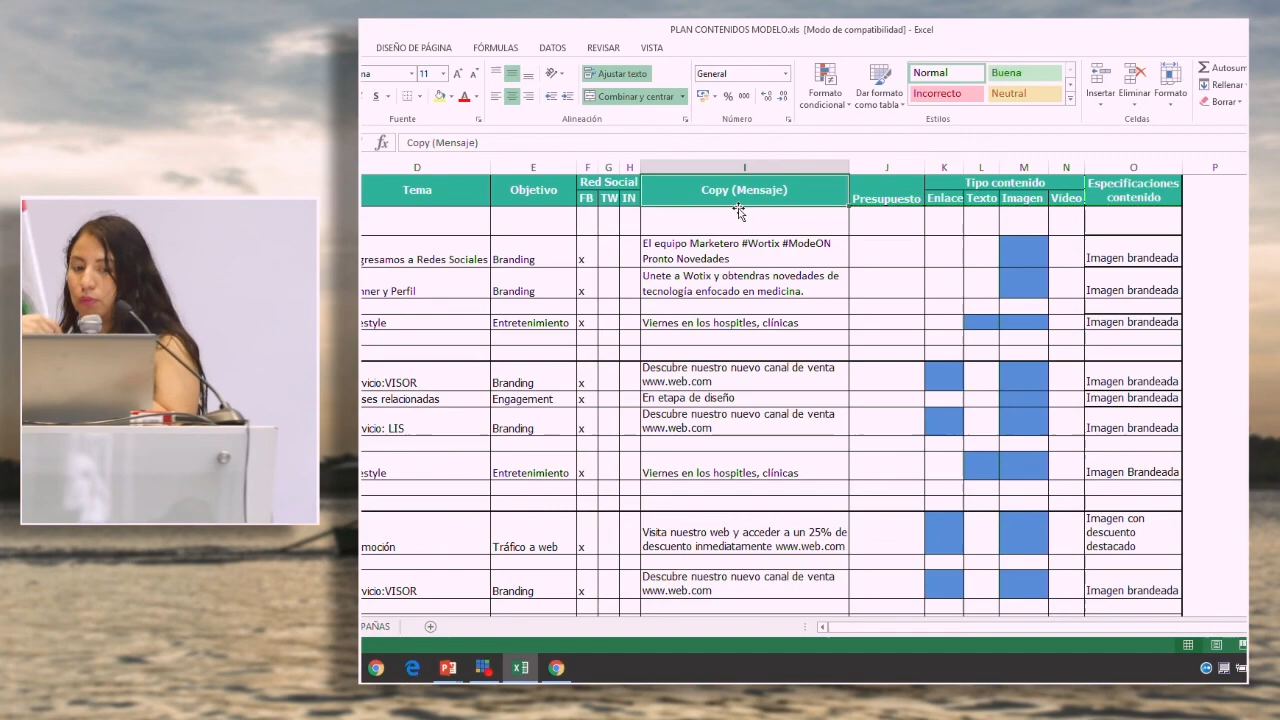 PLAN CONTENIDOS MODELO.xls [Modo de compatibilidad] - Excel
DISEÑO DE PÁGINA FÓRMULAS DATOS REVISAR VISTA
11 A A Ajustar texto General Normal Buena Autosum
S A Combinar y centrar % 000 Formato condicional Dar formato como tabla Incorrecto Neutral Insertar Eliminar Formato Rellenar
Borrar
Fuente Alineación Número Estilos Celdas
fx Copy (Mensaje)
D E F G H I J K L M N O P
Tema Objetivo Red Social Copy (Mensaje) Presupuesto Tipo contenido Especificaciones contenido
FB TW IN Enlace Texto Imagen Vídeo
El equipo Marketero #Wortix #ModeON
gresamos a Redes Sociales Branding x Pronto Novedades Imagen brandeada
Unete a Wotix y obtendras novedades de
nner y Perfil Branding x tecnología enfocado en medicina. Imagen brandeada
estyle Entretenimiento x Viernes en los hospitles, clínicas Imagen brandeada
Descubre nuestro nuevo canal de venta
vicio:VISOR Branding x www.web.com Imagen brandeada
ses relacionadas Engagement x En etapa de diseño Imagen brandeada
Descubre nuestro nuevo canal de venta
vicio: LIS Branding x www.web.com Imagen brandeada
estyle Entretenimiento x Viernes en los hospitles, clínicas Imagen Brandeada
Imagen con
Visita nuestro web y acceder a un 25% de descuento
moción Tráfico a web x descuento inmediatamente www.web.com destacado
Descubre nuestro nuevo canal de venta
vicio:VISOR Branding x www.web.com Imagen brandeada
PAÑAS